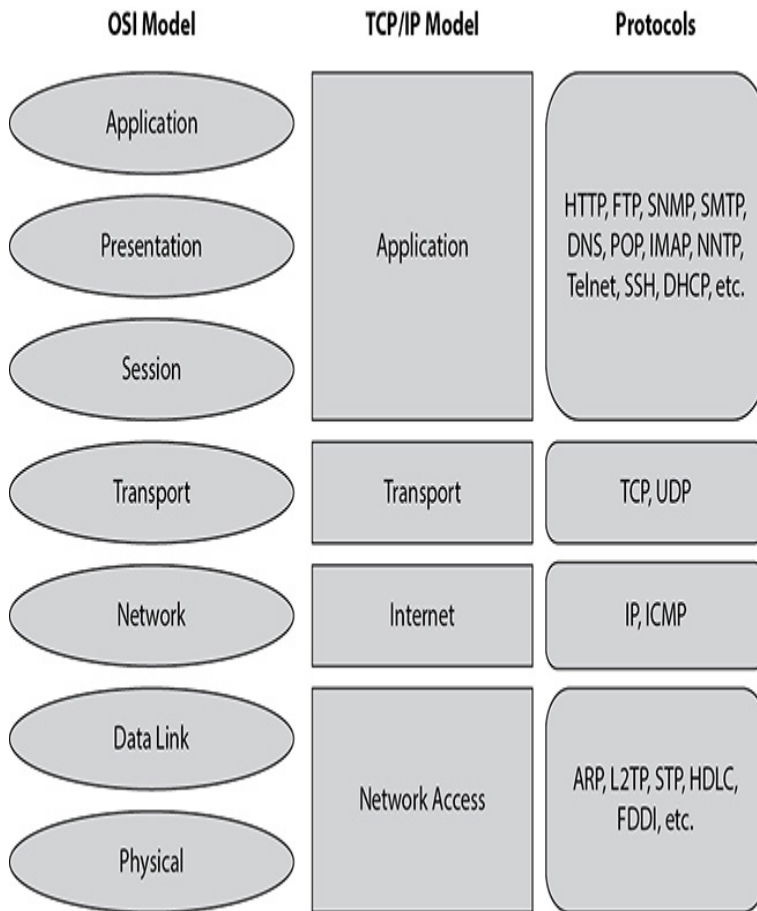 OSI Model
TCP/IP Model
Protocols
Application
Presentation
Session
Application
HTTP, FTP, SNMP, SMTP,
DNS, POP, IMAP, NNTP,
Telnet, SSH, DHCP, etc.
Transport
Transport
TCP, UDP
Network
Internet
IP, ICMP
Data Link
Physical
Network Access
ARP, L2TP, STP, HDLC,
FDDI, etc.